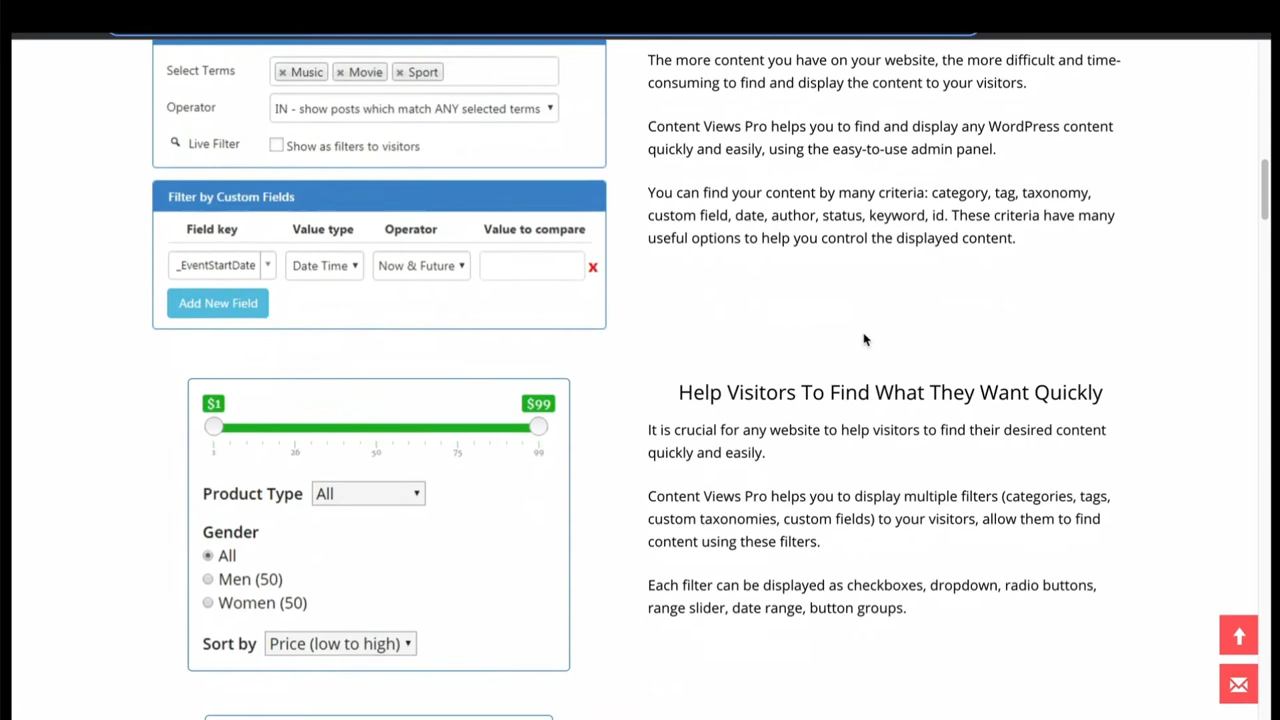 Select Terms
× Music × Movie × Sport
Operator
IN - show posts which match ANY selected terms
Live Filter
Show as filters to visitors
Filter by Custom Fields
Field key Value type Operator Value to compare
_EventStartDate Date Time Now & Future x
Add New Field
The more content you have on your website, the more difficult and time-
consuming to find and display the content to your visitors.
Content Views Pro helps you to find and display any WordPress content
quickly and easily, using the easy-to-use admin panel.
You can find your content by many criteria: category, tag, taxonomy,
custom field, date, author, status, keyword, id. These criteria have many
useful options to help you control the displayed content.
$1 $99
1 26 50 75 99
Product Type All
Gender
All
Men (50)
Women (50)
Sort by Price (low to high)
Help Visitors To Find What They Want Quickly
It is crucial for any website to help visitors to find their desired content
quickly and easily.
Content Views Pro helps you to display multiple filters (categories, tags,
custom taxonomies, custom fields) to your visitors, allow them to find
content using these filters.
Each filter can be displayed as checkboxes, dropdown, radio buttons,
range slider, date range, button groups.